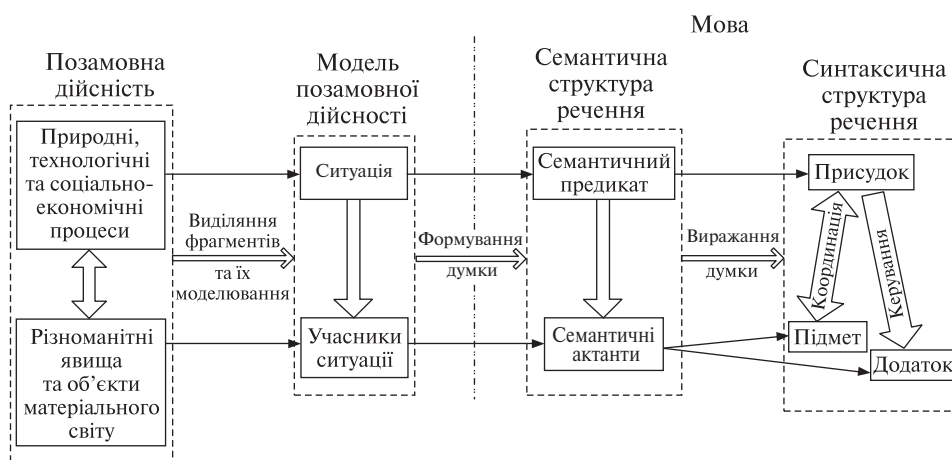 Мова
Позамовна
дійсність
Природні,
технологічні
та соціально-
економічні
процеси
Різноманітні
явища
та об’єкти
матеріального
світу
Виділяння
фрагментів
та їх
моделювання
Модель
позамовної
дійсності
Ситуація
Учасники
ситуації
Формування
думки
Семантична
структура
речення
Семантичний
предикат
Семантичні
актанти
Виражання
думки
Синтаксична
структура
речення
Присудок
Координація
Керування
Підмет
Додаток